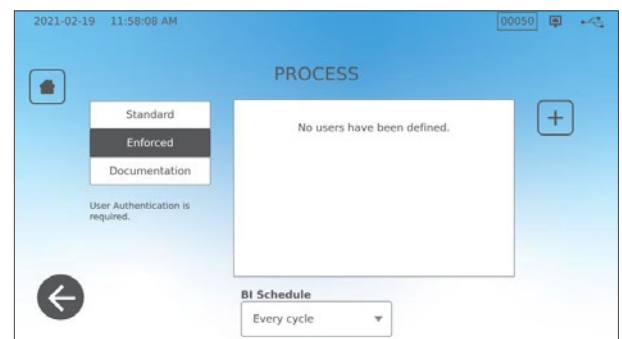 2021-02-19 11:58:08 AM
00050
PROCESS
Standard
Enforced
Documentation
User Authentication is
required.
No users have been defined.
BI Schedule
Every cycle